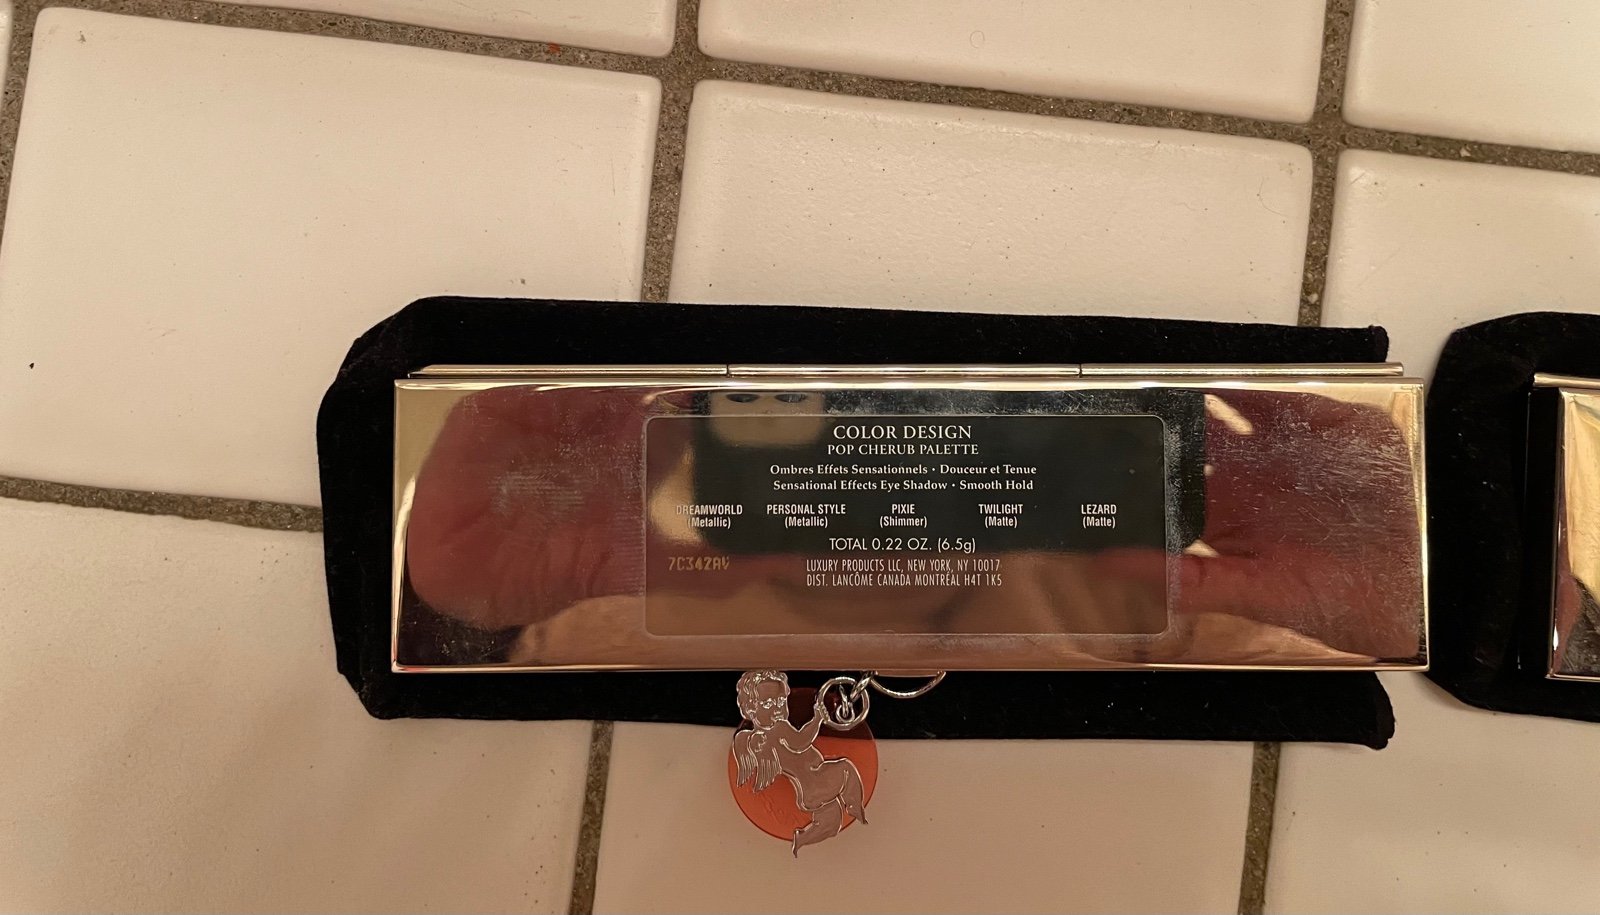 COLOR DESIGN
POP CHERUB PALETTE
Ombres Effets Sensationnels • Douceur et Tenue
Sensational Effects Eye Shadow • Smooth Hold
DREAMWORLD PERSONAL STYLE PIXIE TWILIGHT LEZARD
(Metallic) (Metallic) (Shimmer) (Matte) (Matte)
TOTAL 0.22 OZ. (6.5g)
7C342AV
LUXURY PRODUCTS LLC, NEW YORK, NY 10017
DIST. LANCÔME CANADA MONTRÉAL H4T 1K5